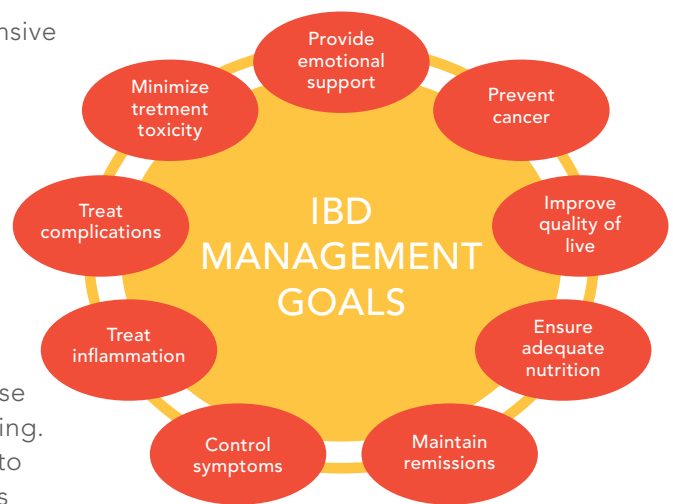 nsive
Provide
emotional
support
Prevent
cancer
Improve
quality of
live
Ensure
adequate
nutrition
Maintain
remissions
Control
symptoms
Treat
inflammation
Treat
complications
Minimize
tretment
toxicity
IBD
MANAGEMENT
GOALS
se
ing.
to
s